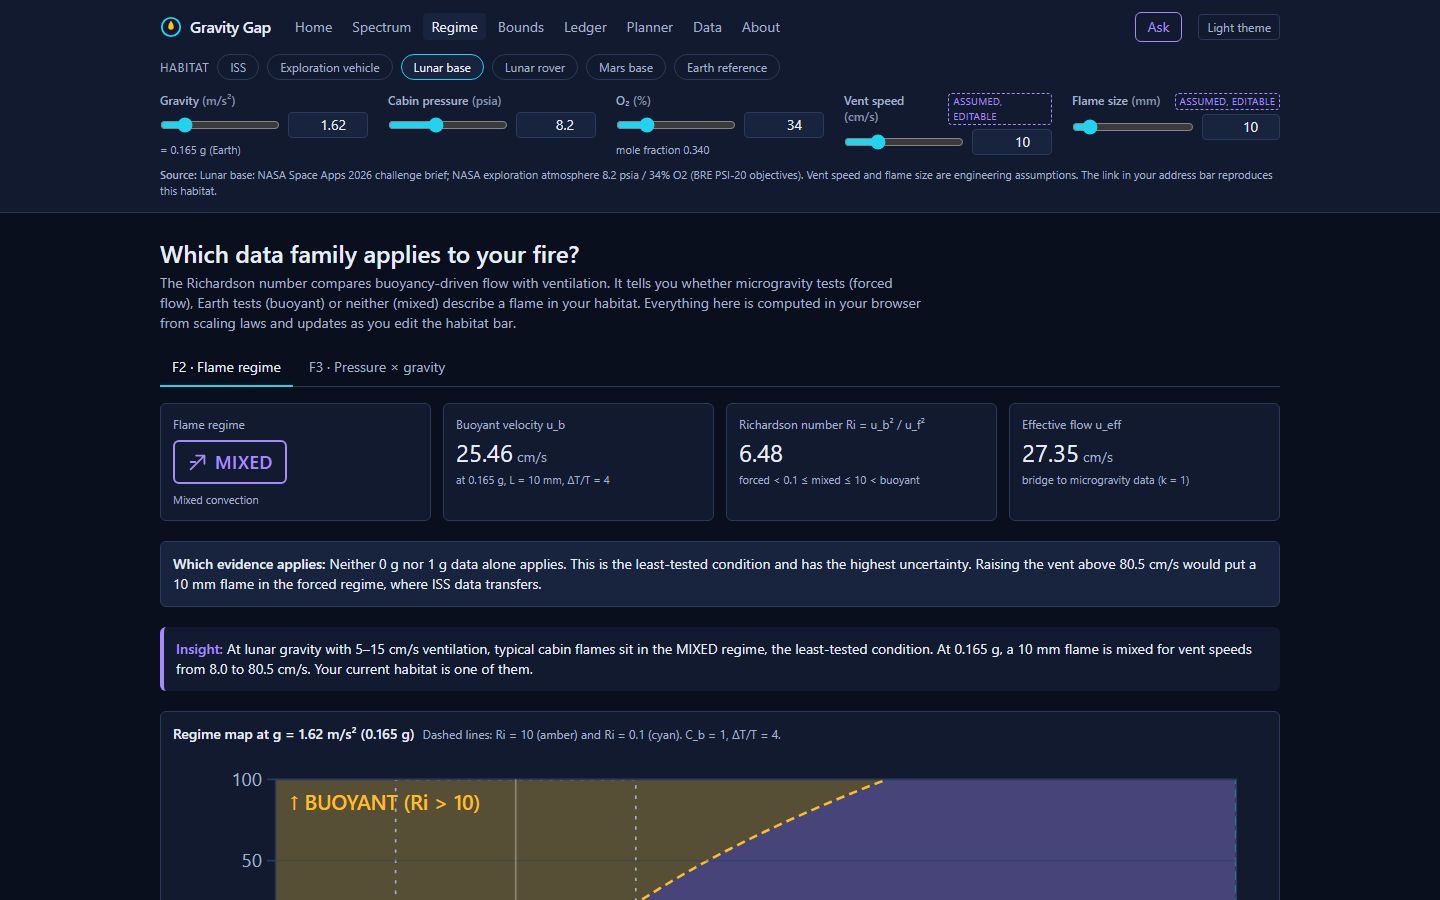 Gravity Gap Home Spectrum Regime Bounds Ledger Planner Data About Ask Light theme
HABITAT ISS Exploration vehicle Lunar base Lunar rover Mars base Earth reference
Gravity (m/s²) Cabin pressure (psia) O₂ (%) Vent speed (cm/s) ASSUMED, EDITABLE Flame size (mm) ASSUMED, EDITABLE
1.62 8.2 34 10 10
= 0.165 g (Earth) mole fraction 0.340
Source: Lunar base: NASA Space Apps 2026 challenge brief; NASA exploration atmosphere 8.2 psia / 34% O2 (BRE PSI-20 objectives). Vent speed and flame size are engineering assumptions. The link in your address bar reproduces
this habitat.
Which data family applies to your fire?
The Richardson number compares buoyancy-driven flow with ventilation. It tells you whether microgravity tests (forced
flow), Earth tests (buoyant) or neither (mixed) describe a flame in your habitat. Everything here is computed in your browser
from scaling laws and updates as you edit the habitat bar.
F2 · Flame regime F3 · Pressure × gravity
Flame regime
↗ MIXED
Mixed convection
Buoyant velocity u_b
25.46 cm/s
at 0.165 g, L = 10 mm, ΔT/T = 4
Richardson number Ri = u_b² / u_f²
6.48
forced < 0.1 ≤ mixed ≤ 10 < buoyant
Effective flow u_eff
27.35 cm/s
bridge to microgravity data (k = 1)
Which evidence applies: Neither 0 g nor 1 g data alone applies. This is the least-tested condition and has the highest uncertainty. Raising the vent above 80.5 cm/s would put a
10 mm flame in the forced regime, where ISS data transfers.
Insight: At lunar gravity with 5–15 cm/s ventilation, typical cabin flames sit in the MIXED regime, the least-tested condition. At 0.165 g, a 10 mm flame is mixed for vent speeds
from 8.0 to 80.5 cm/s. Your current habitat is one of them.
Regime map at g = 1.62 m/s² (0.165 g) Dashed lines: Ri = 10 (amber) and Ri = 0.1 (cyan). C_b = 1, ΔT/T = 4.
100
↑ BUOYANT (Ri > 10)
50